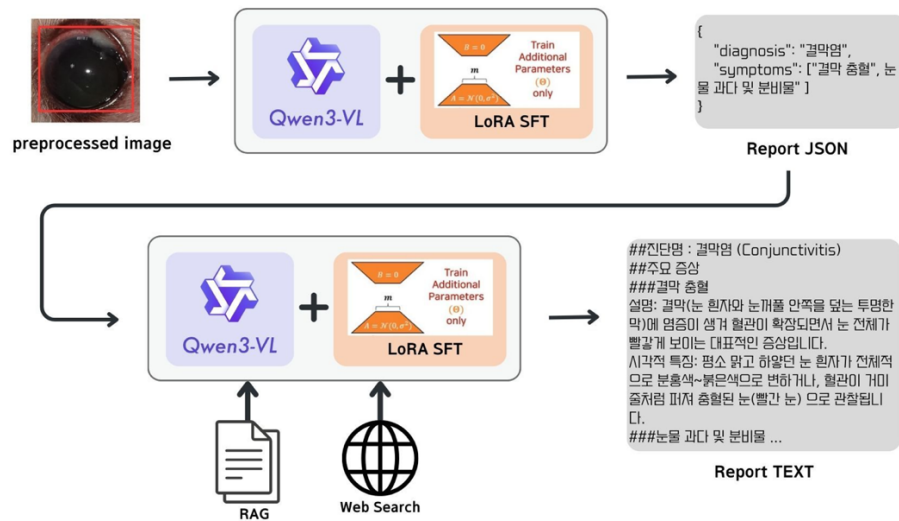 preprocessed image
Qwen3-VL
+
B = 0
m
A = N(0, σ²)
Train
Additional
Parameters
(Θ)
only
LoRA SFT
{
"diagnosis": "결막염",
"symptoms": ["결막 충혈", 눈
물 과다 및 분비물" ]
}
Report JSON
Qwen3-VL
+
B = 0
m
A = N(0, σ²)
Train
Additional
Parameters
(Θ)
only
LoRA SFT
RAG
Web Search
##진단명 : 결막염 (Conjunctivitis)
##주묘 증상
###결막 충혈
설명: 결막(눈 흰자와 눈꺼풀 안쪽을 덮는 투명한
막)에 염증이 생겨 혈관이 확장되면서 눈 전체가
빨갛게 보이는 대표적인 증상입니다.
시각적 특징: 평소 맑고 하얗던 눈 흰자가 전체적
으로 분홍색~붉은색으로 변하거나, 혈관이 거미
줄처럼 퍼져 충혈된 눈(빨간 눈) 으로 관찰됩니
다.
###눈물 과다 및 분비물 ...
Report TEXT